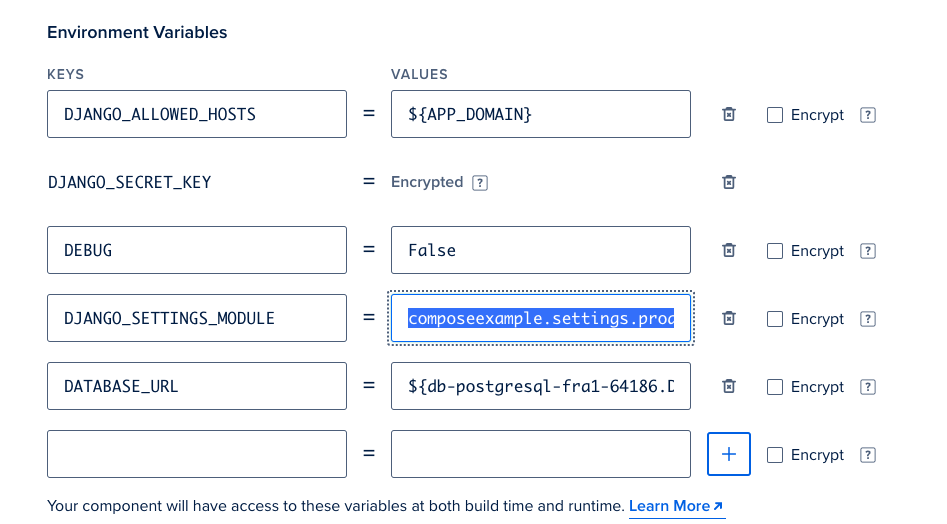 Environment Variables
KEYS VALUES
DJANGO_ALLOWED_HOSTS = ${APP_DOMAIN} Encrypt ?
DJANGO_SECRET_KEY = Encrypted ?
DEBUG = False Encrypt ?
DJANGO_SETTINGS_MODULE = composeexample.settings.prod Encrypt ?
DATABASE_URL = ${db-postgresql-fra1-64186.D Encrypt ?
= + Encrypt ?
Your component will have access to these variables at both build time and runtime. Learn More